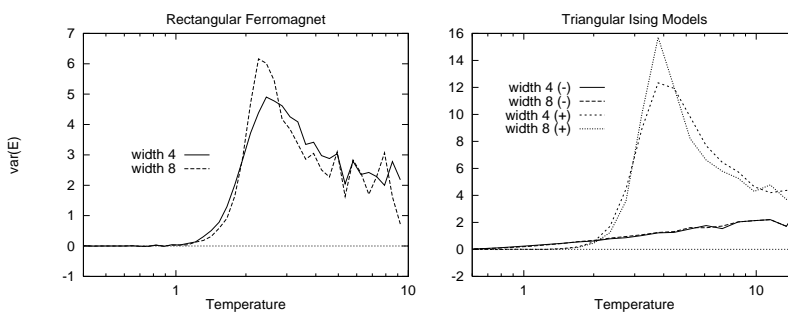 Rectangular Ferromagnet
7
6
5
4
3
2
1
0
-1
var(E)
width 4
width 8
1
10
Temperature
Triangular Ising Models
16
14
12
10
8
6
4
2
0
-2
width 4 (-)
width 8 (-)
width 4 (+)
width 8 (+)
1
10
Temperature